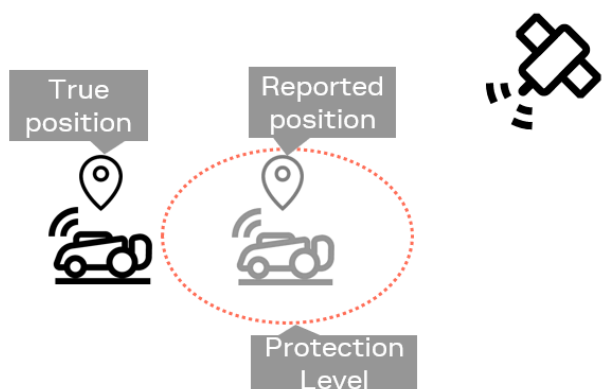 True
position
Reported
position
Protection
Level